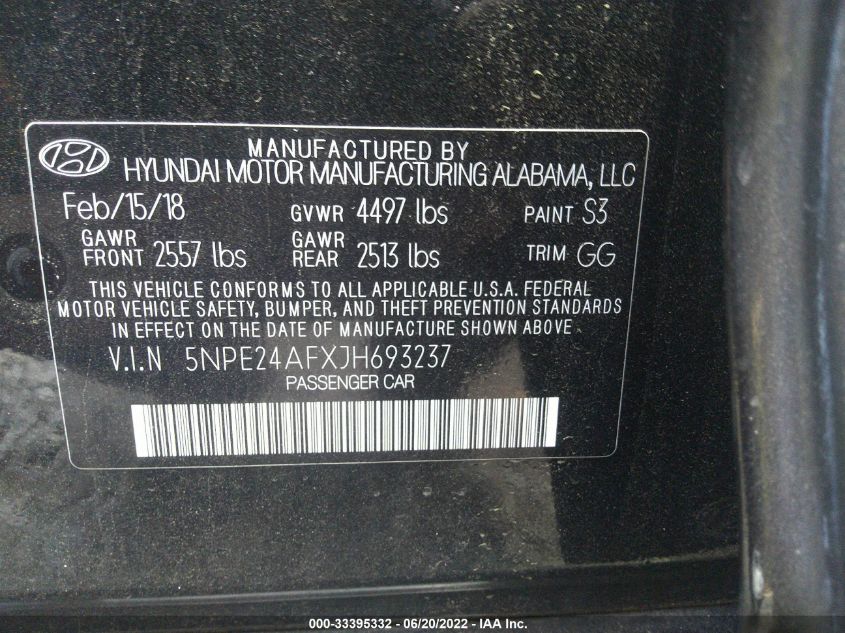 MANUFACTURED BY
HYUNDAI MOTOR MANUFACTURING ALABAMA, LLC
Feb/15/18 GVWR 4497 lbs PAINT S3
GAWR FRONT 2557 lbs GAWR REAR 2513 lbs TRIM GG
THIS VEHICLE CONFORMS TO ALL APPLICABLE U.S.A. FEDERAL
MOTOR VEHICLE SAFETY, BUMPER, AND THEFT PREVENTION STANDARDS
IN EFFECT ON THE DATE OF MANUFACTURE SHOWN ABOVE
V.I.N 5NPE24AFXJH693237
PASSENGER CAR
000-33395332 - 06/20/2022 - IAA Inc.